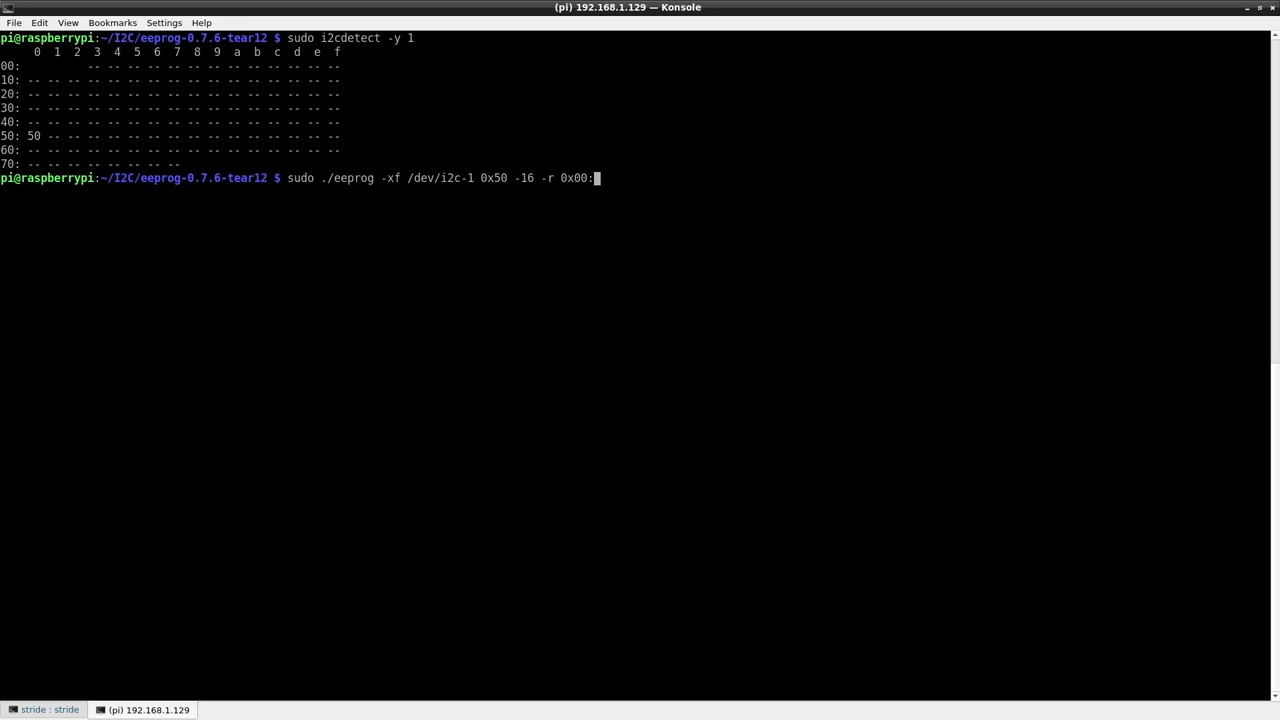 (pi) 192.168.1.129 — Konsole
File Edit View Bookmarks Settings Help
pi@raspberrypi:~/I2C/eeprog-0.7.6-tear12 $ sudo i2cdetect -y 1
     0  1  2  3  4  5  6  7  8  9  a  b  c  d  e  f
00:          -- -- -- -- -- -- -- -- -- -- -- -- --
10: -- -- -- -- -- -- -- -- -- -- -- -- -- -- -- --
20: -- -- -- -- -- -- -- -- -- -- -- -- -- -- -- --
30: -- -- -- -- -- -- -- -- -- -- -- -- -- -- -- --
40: -- -- -- -- -- -- -- -- -- -- -- -- -- -- -- --
50: 50 -- -- -- -- -- -- -- -- -- -- -- -- -- -- --
60: -- -- -- -- -- -- -- -- -- -- -- -- -- -- -- --
70: -- -- -- -- -- -- -- --
pi@raspberrypi:~/I2C/eeprog-0.7.6-tear12 $ sudo ./eeprog -xf /dev/i2c-1 0x50 -16 -r 0x00:
stride : stride (pi) 192.168.1.129